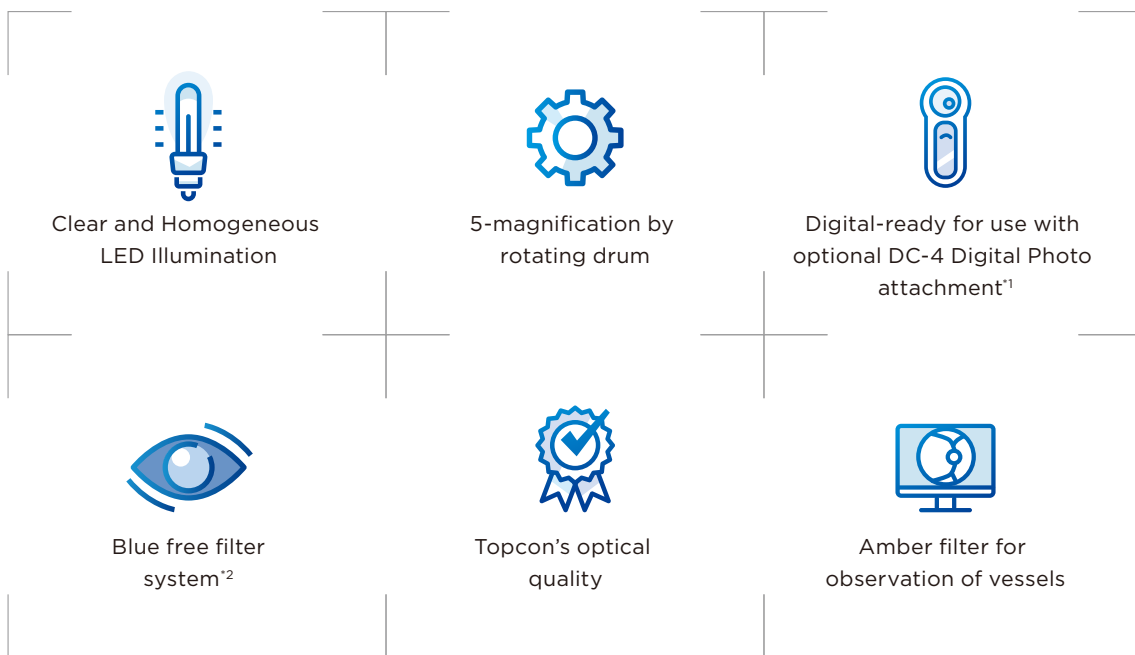 Clear and Homogeneous
LED Illumination
5-magnification by
rotating drum
Digital-ready for use with
optional DC-4 Digital Photo
attachment*1
Blue free filter
system*2
Topcon’s optical
quality
Amber filter for
observation of vessels